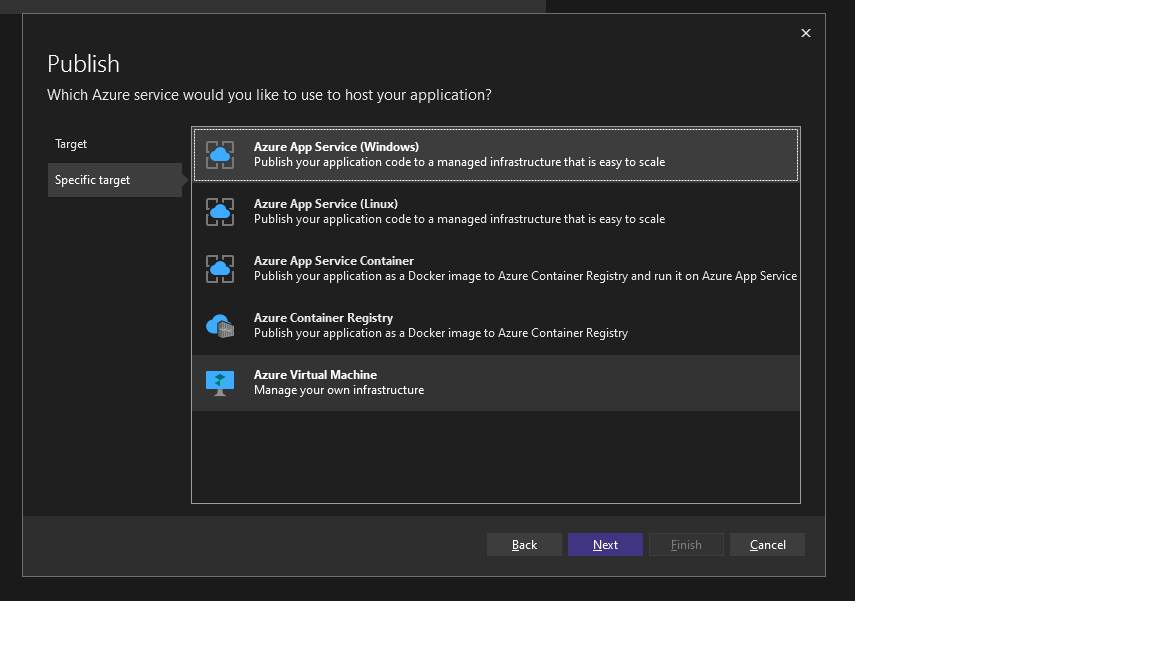 Publish
Which Azure service would you like to use to host your application?
Target
Specific target
Azure App Service (Windows)
Publish your application code to a managed infrastructure that is easy to scale
Azure App Service (Linux)
Publish your application code to a managed infrastructure that is easy to scale
Azure App Service Container
Publish your application as a Docker image to Azure Container Registry and run it on Azure App Service
Azure Container Registry
Publish your application as a Docker image to Azure Container Registry
Azure Virtual Machine
Manage your own infrastructure
Back
Next
Finish
Cancel